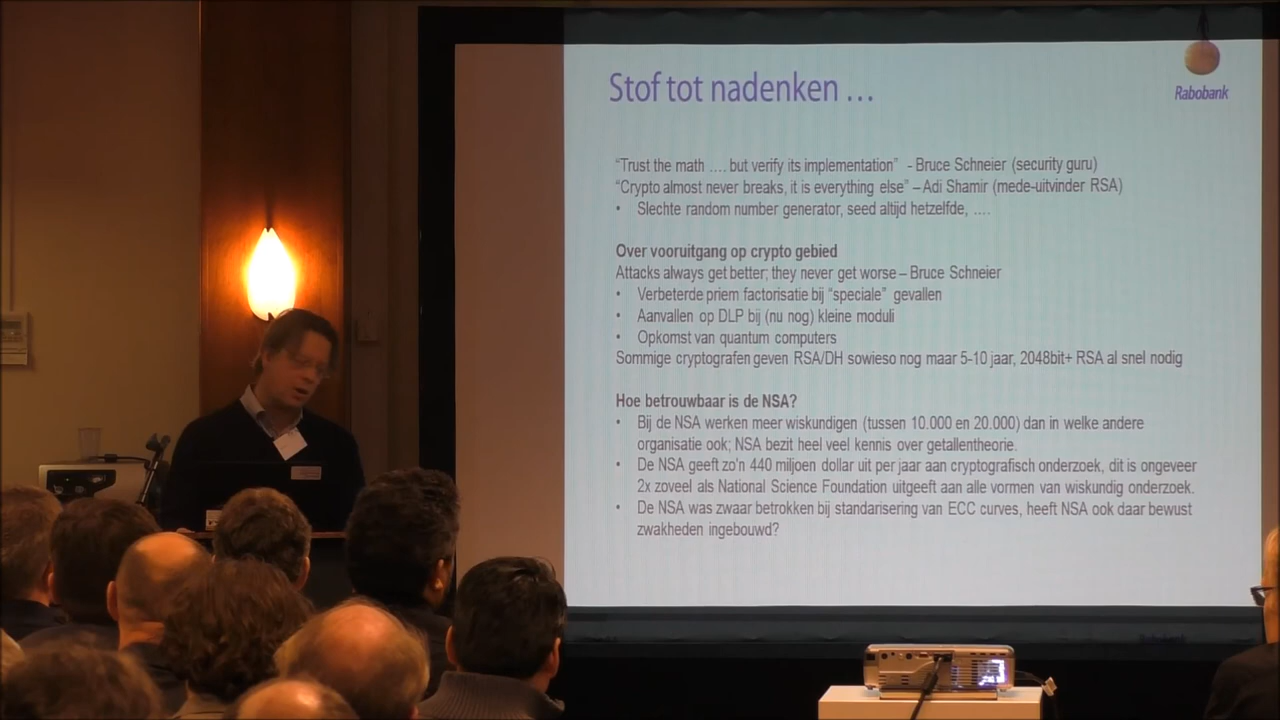 Stof tot nadenken …
Rabobank
“Trust the math …. but verify its implementation” - Bruce Schneier (security guru)
“Crypto almost never breaks, it is everything else” – Adi Shamir (mede-uitvinder RSA)
• Slechte random number generator, seed altijd hetzelfde, ….
Over vooruitgang op crypto gebied
Attacks always get better; they never get worse – Bruce Schneier
• Verbeterde priem factorisatie bij “speciale” gevallen
• Aanvallen op DLP bij (nu nog) kleine moduli
• Opkomst van quantum computers
Sommige cryptografen geven RSA/DH sowieso nog maar 5-10 jaar, 2048bit+ RSA al snel nodig
Hoe betrouwbaar is de NSA?
• Bij de NSA werken meer wiskundigen (tussen 10.000 en 20.000) dan in welke andere
organisatie ook; NSA bezit heel veel kennis over getallentheorie.
• De NSA geeft zo'n 440 miljoen dollar uit per jaar aan cryptografisch onderzoek, dit is ongeveer
2x zoveel als National Science Foundation uitgeeft aan alle vormen van wiskundig onderzoek.
• De NSA was zwaar betrokken bij standarisering van ECC curves, heeft NSA ook daar bewust
zwakheden ingebouwd?